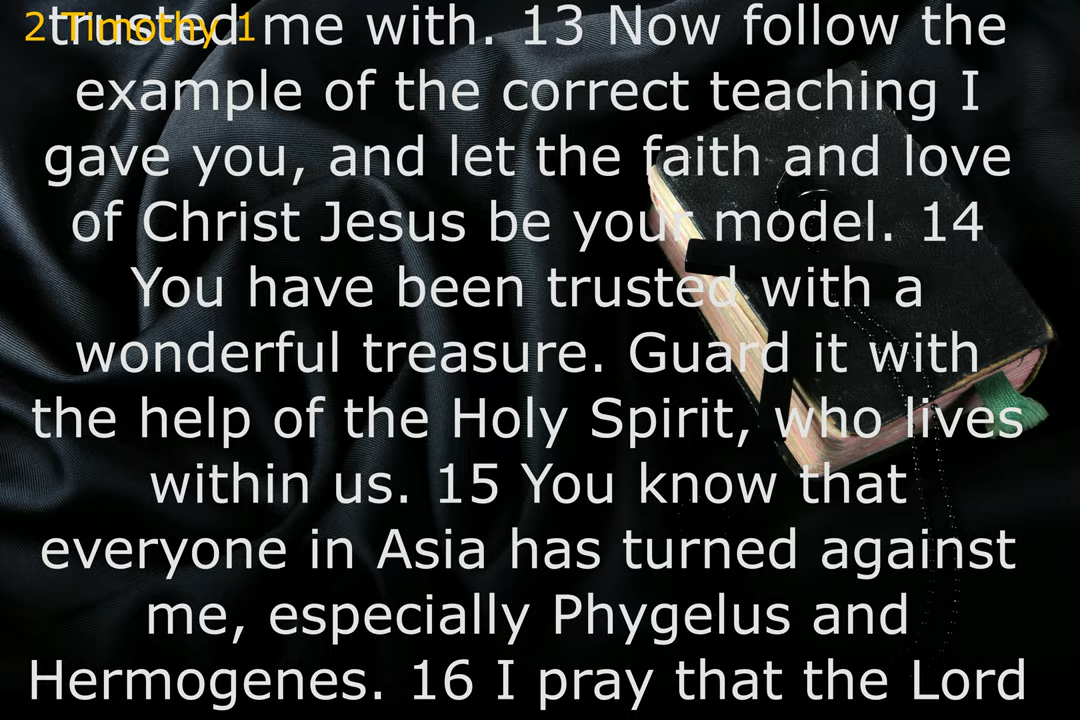 2 Timothy 1
trusted me with. 13 Now follow the
example of the correct teaching I
gave you, and let the faith and love
of Christ Jesus be your model. 14
You have been trusted with a
wonderful treasure. Guard it with
the help of the Holy Spirit, who lives
within us. 15 You know that
everyone in Asia has turned against
me, especially Phygelus and
Hermogenes. 16 I pray that the Lord